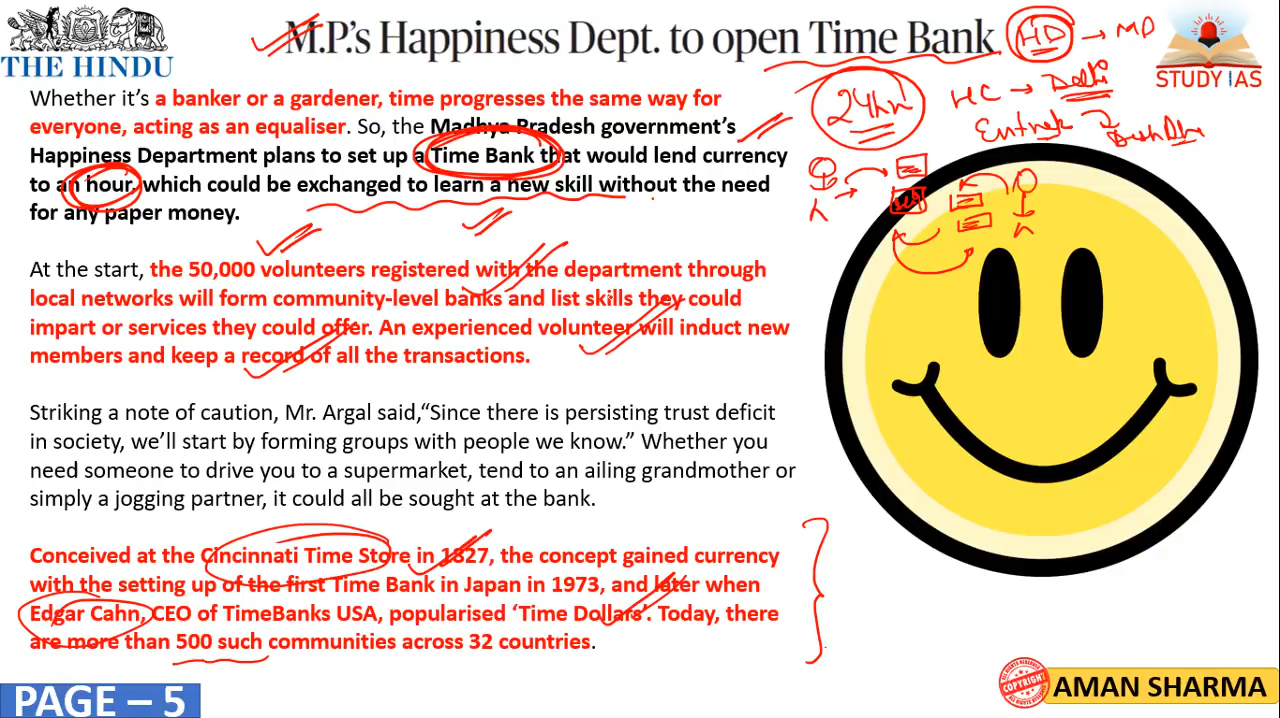 M.P.'s Happiness Dept. to open Time Bank
HD → MP
THE HINDU
STUDY IAS
24hr
HC → Delhi
Whether it's a banker or a gardener, time progresses the same way for
everyone, acting as an equaliser. So, the Madhya Pradesh government's
Happiness Department plans to set up a Time Bank that would lend currency
to an hour, which could be exchanged to learn a new skill without the need
for any paper money.
At the start, the 50,000 volunteers registered with the department through
local networks will form community-level banks and list skills they could
impart or services they could offer. An experienced volunteer will induct new
members and keep a record of all the transactions.
Striking a note of caution, Mr. Argal said,“Since there is persisting trust deficit
in society, we'll start by forming groups with people we know.” Whether you
need someone to drive you to a supermarket, tend to an ailing grandmother or
simply a jogging partner, it could all be sought at the bank.
Conceived at the Cincinnati Time Store in 1827, the concept gained currency
with the setting up of the first Time Bank in Japan in 1973, and later when
Edgar Cahn, CEO of TimeBanks USA, popularised ‘Time Dollars’. Today, there
are more than 500 such communities across 32 countries.
COPYRIGHT
AMAN SHARMA
PAGE – 5